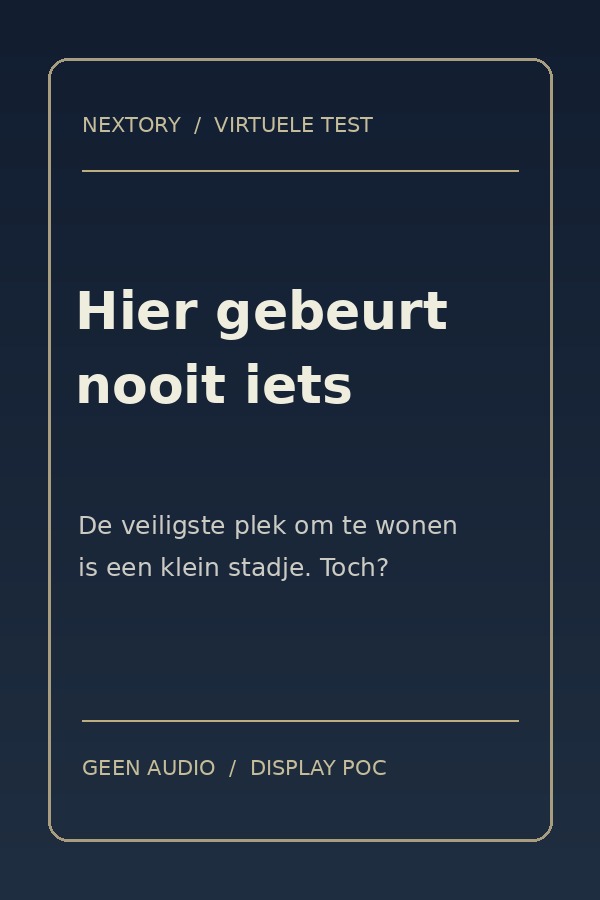 NEXTORY / VIRTUELE TEST
Hier gebeurt
nooit iets
De veiligste plek om te wonen
is een klein stadje. Toch?
GEEN AUDIO / DISPLAY POC